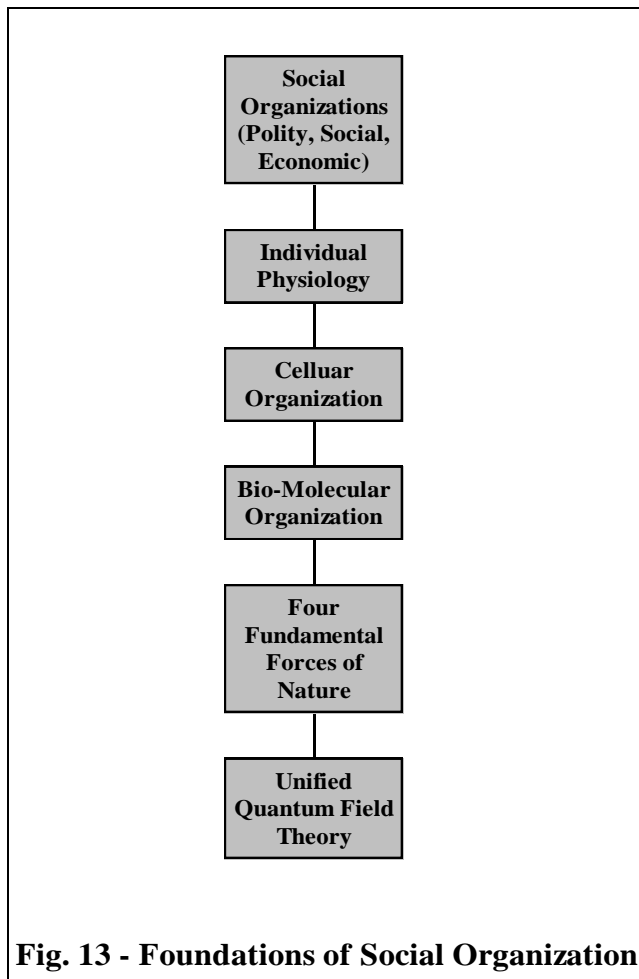 Social
Organizations
(Polity, Social,
Economic)
Individual
Physiology
Celluar
Organization
Bio-Molecular
Organization
Four
Fundamental
Forces of
Nature
Unified
Quantum Field
Theory
Fig. 13 - Foundations of Social Organization